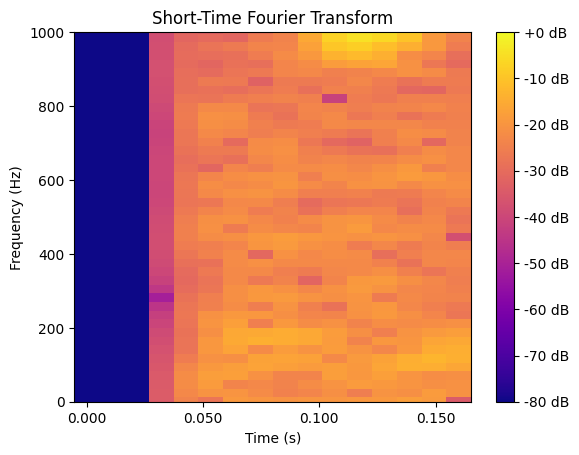 Short-Time Fourier Transform
1000
800
600
400
200
0
Frequency (Hz)
0.000
0.050
0.100
0.150
Time (s)
+0 dB
-10 dB
-20 dB
-30 dB
-40 dB
-50 dB
-60 dB
-70 dB
-80 dB